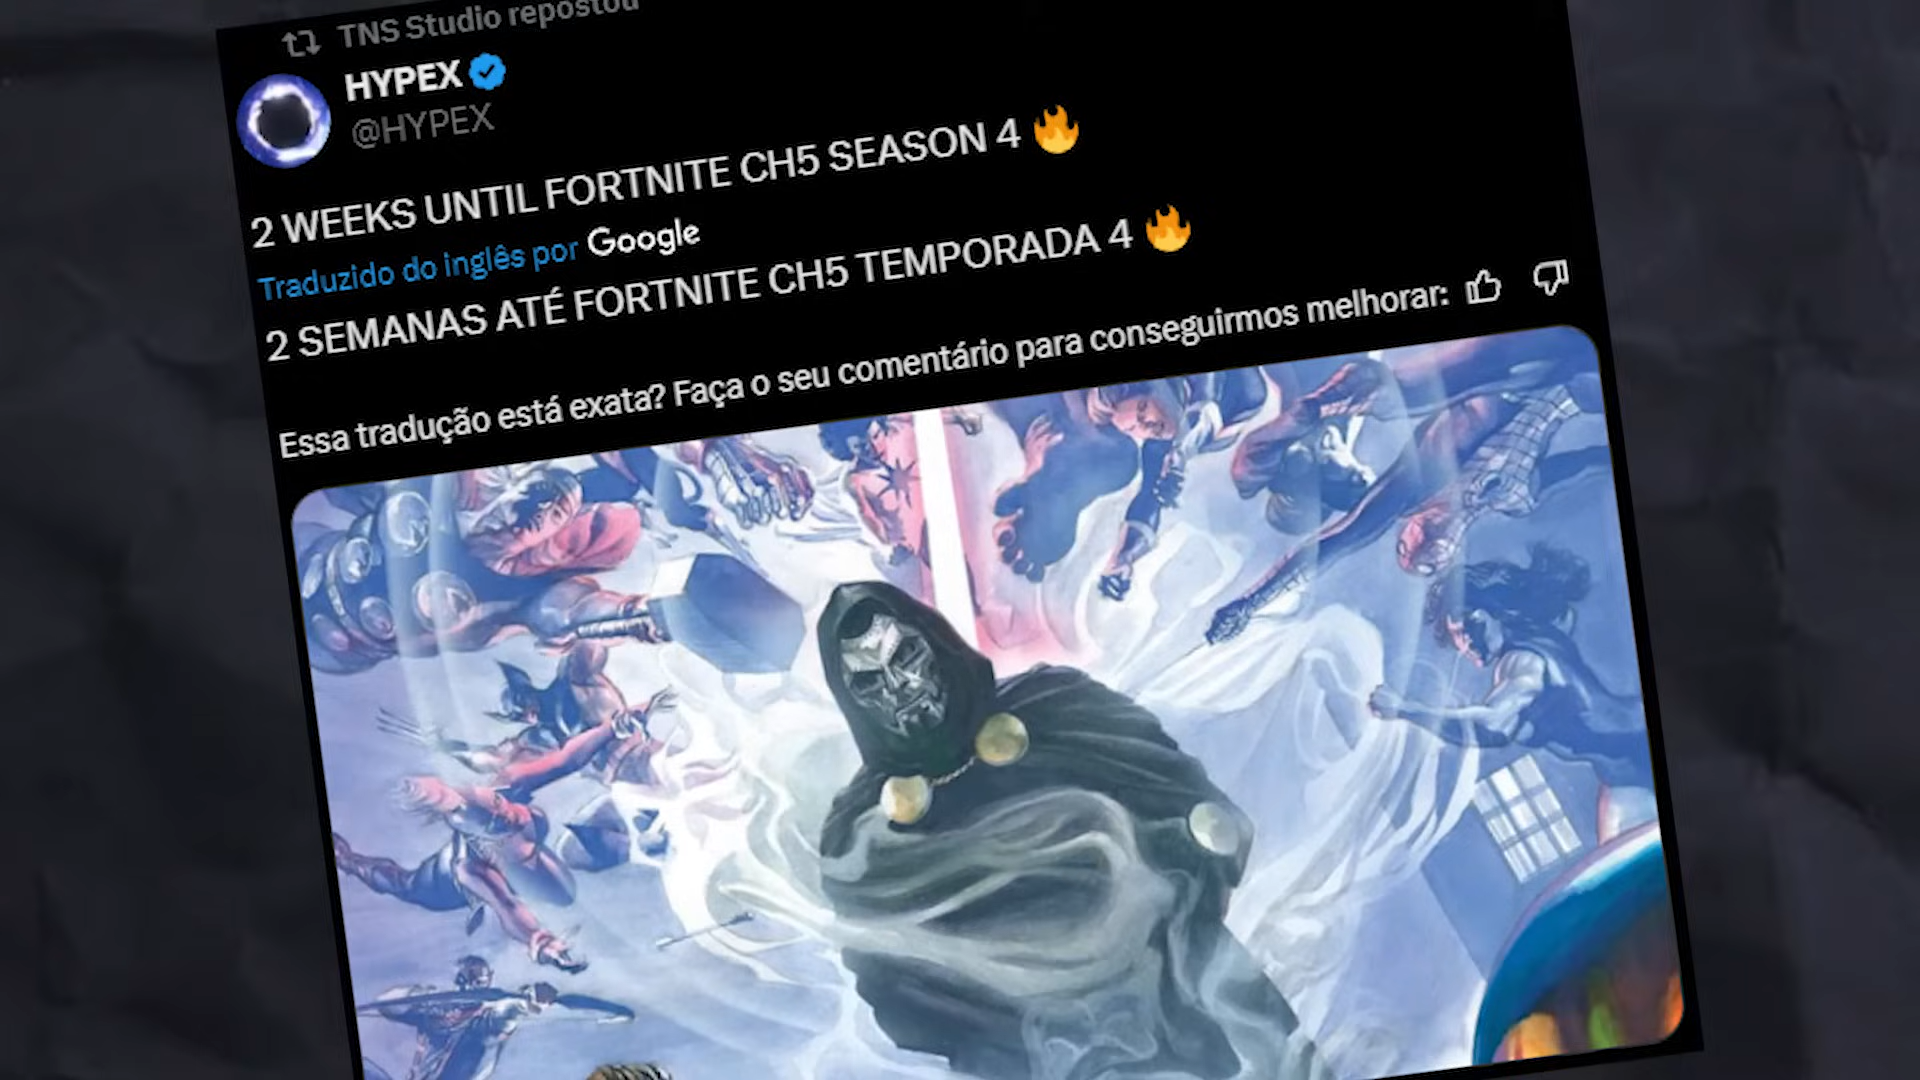 TNS Studio repostou
HYPEX
@HYPEX
2 WEEKS UNTIL FORTNITE CH5 SEASON 4 🔥
Traduzido do inglês por Google
2 SEMANAS ATÉ FORTNITE CH5 TEMPORADA 4 🔥
Essa tradução está exata? Faça o seu comentário para conseguirmos melhorar: